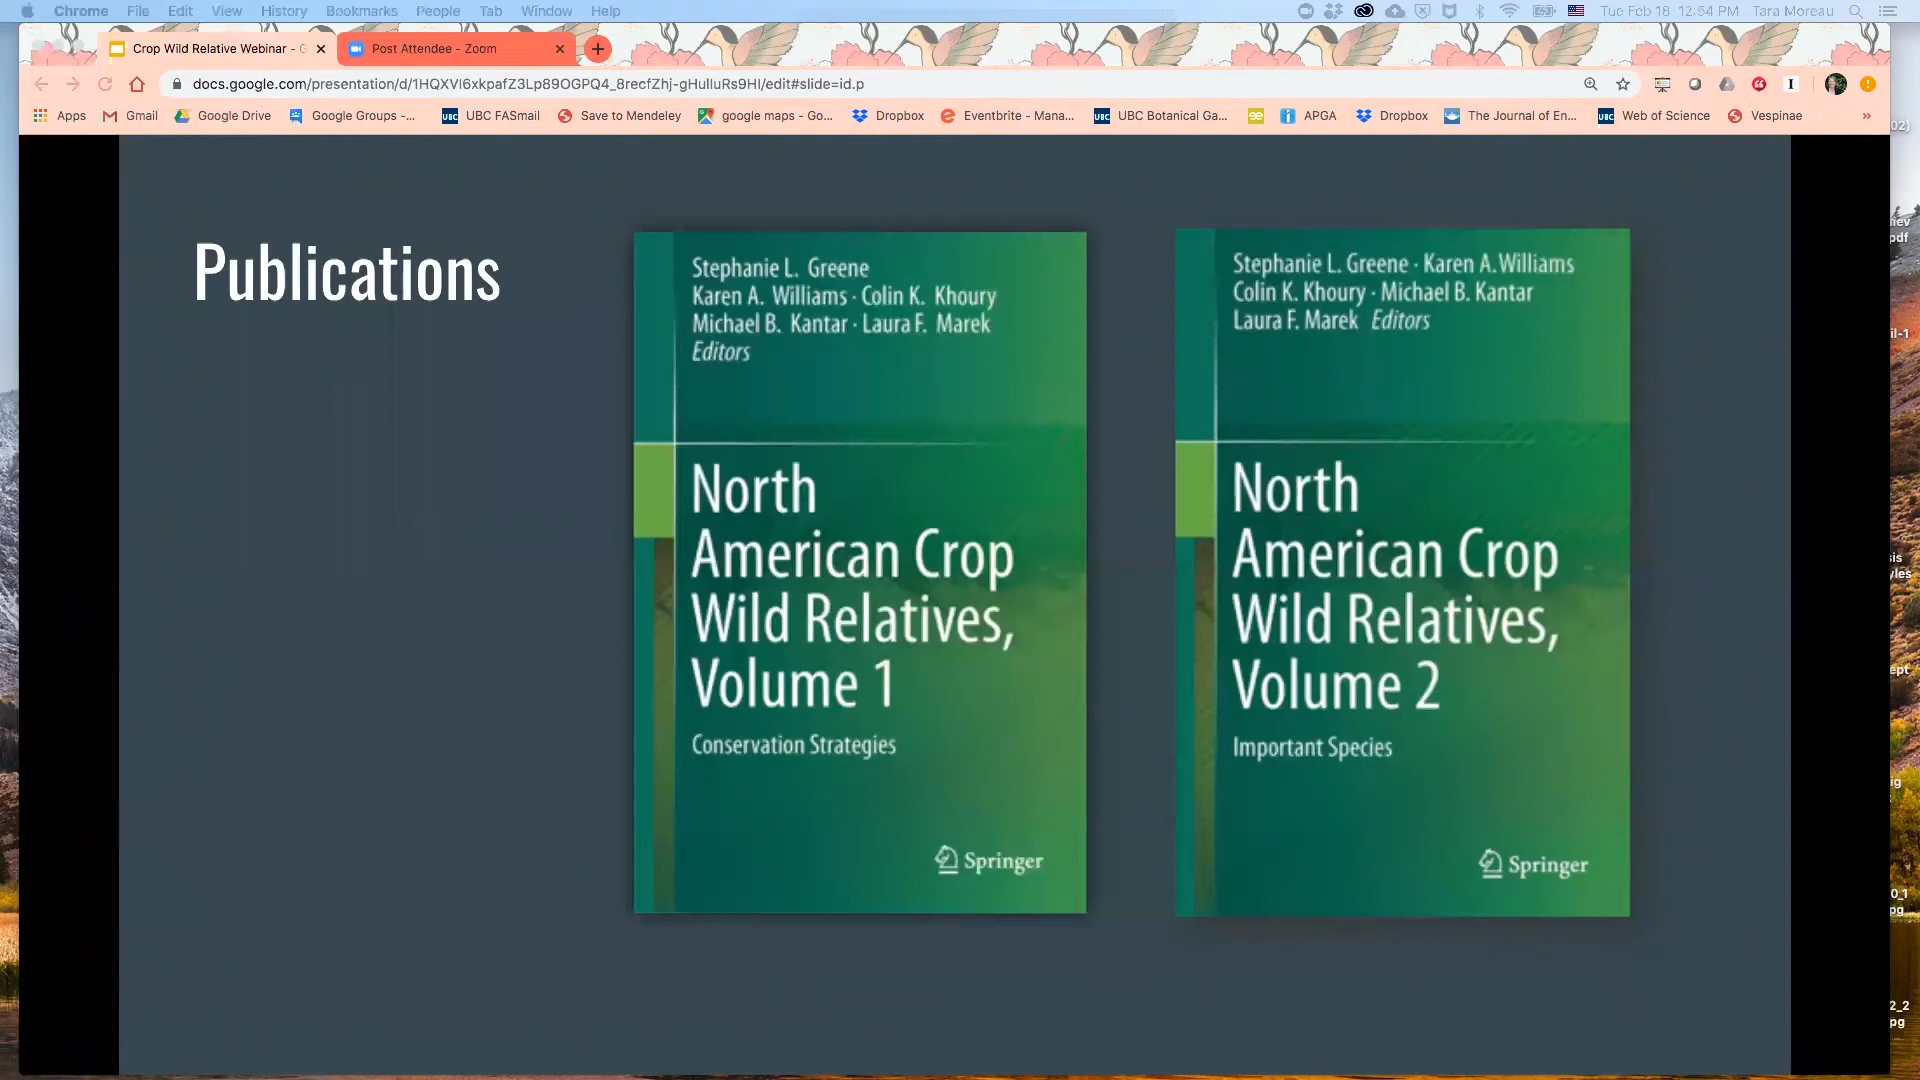 Chrome File Edit View History Bookmarks People Tab Window Help
Tue Feb 18 12:54 PM Tara Moreau
Crop Wild Relative Webinar - G
Post Attendee - Zoom
docs.google.com/presentation/d/1HQXVl6xkpafZ3Lp89OGPQ4_8recfZhj-gHulluRs9HI/edit#slide=id.p
Apps Gmail Google Drive Google Groups -... UBC FASmail Save to Mendeley google maps - Go... Dropbox Eventbrite - Mana... UBC Botanical Ga... APGA Dropbox The Journal of En... Web of Science Vespinae
Publications
Stephanie L. Greene
Karen A. Williams · Colin K. Khoury
Michael B. Kantar · Laura F. Marek
Editors
North
American Crop
Wild Relatives,
Volume 1
Conservation Strategies
Springer
Stephanie L. Greene · Karen A. Williams
Colin K. Khoury · Michael B. Kantar
Laura F. Marek Editors
North
American Crop
Wild Relatives,
Volume 2
Important Species
Springer